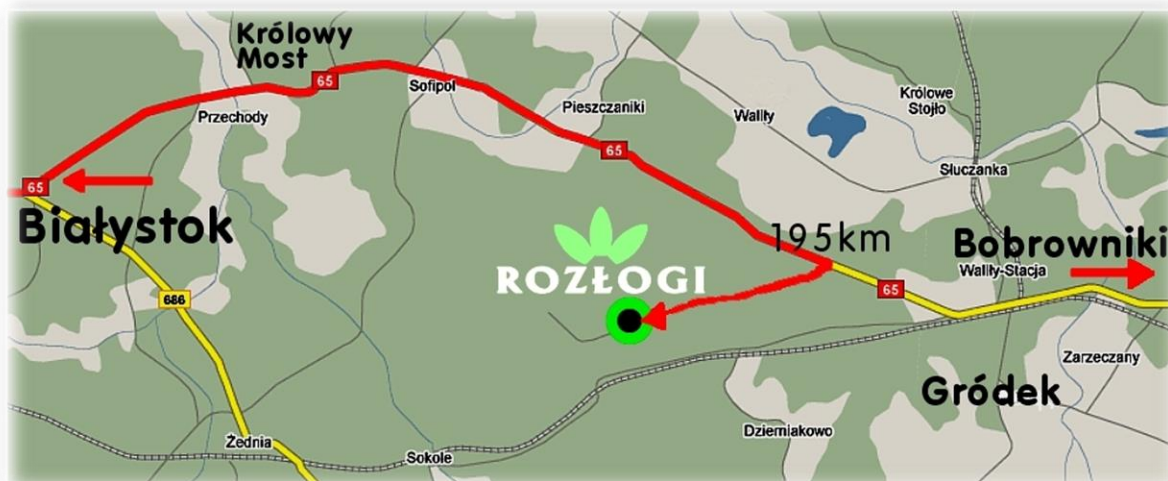 Królowy
Most
65
Sofipol
Przechody
Pieszczaniki
Waliły
Królowe
Stojło
65
Słuczanka
65
Białystok
195km
Bobrowniki
Waliły-Stacja
ROZŁOGI
686
65
Zarzeczany
Gródek
Dzierniakowo
Żednia
Sokole